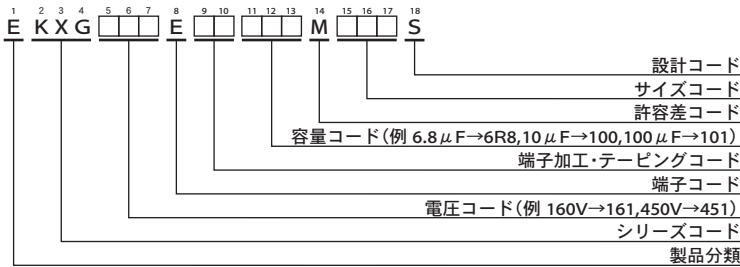 1 2 3 4 5 6 7 8 9 10 11 12 13 14 15 16 17 18
E KXG□□□ E □□ □□□ M □□□ S
設計コード
サイズコード
許容差コード
容量コード(例 6.8μF→6R8,10μF→100,100μF→101)
端子加工・テーピングコード
端子コード
電圧コード(例 160V→161,450V→451)
シリーズコード
製品分類